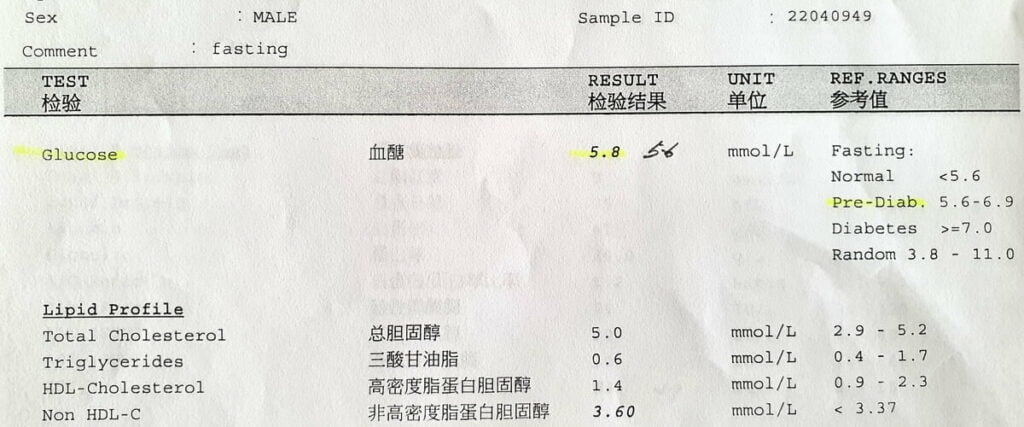 Sex : MALE Sample ID : 22040949
Comment : fasting
TEST RESULT UNIT REF.RANGES
检验 检验结果 单位 参考值
Glucose 血醣 5.8 5.6 mmol/L Fasting:
Normal <5.6
Pre-Diab. 5.6-6.9
Diabetes >=7.0
Random 3.8 - 11.0
Lipid Profile
Total Cholesterol 总胆固醇 5.0 mmol/L 2.9 - 5.2
Triglycerides 三酸甘油脂 0.6 mmol/L 0.4 - 1.7
HDL-Cholesterol 高密度脂蛋白胆固醇 1.4 mmol/L 0.9 - 2.3
Non HDL-C 非高密度脂蛋白胆固醇 3.60 mmol/L < 3.37